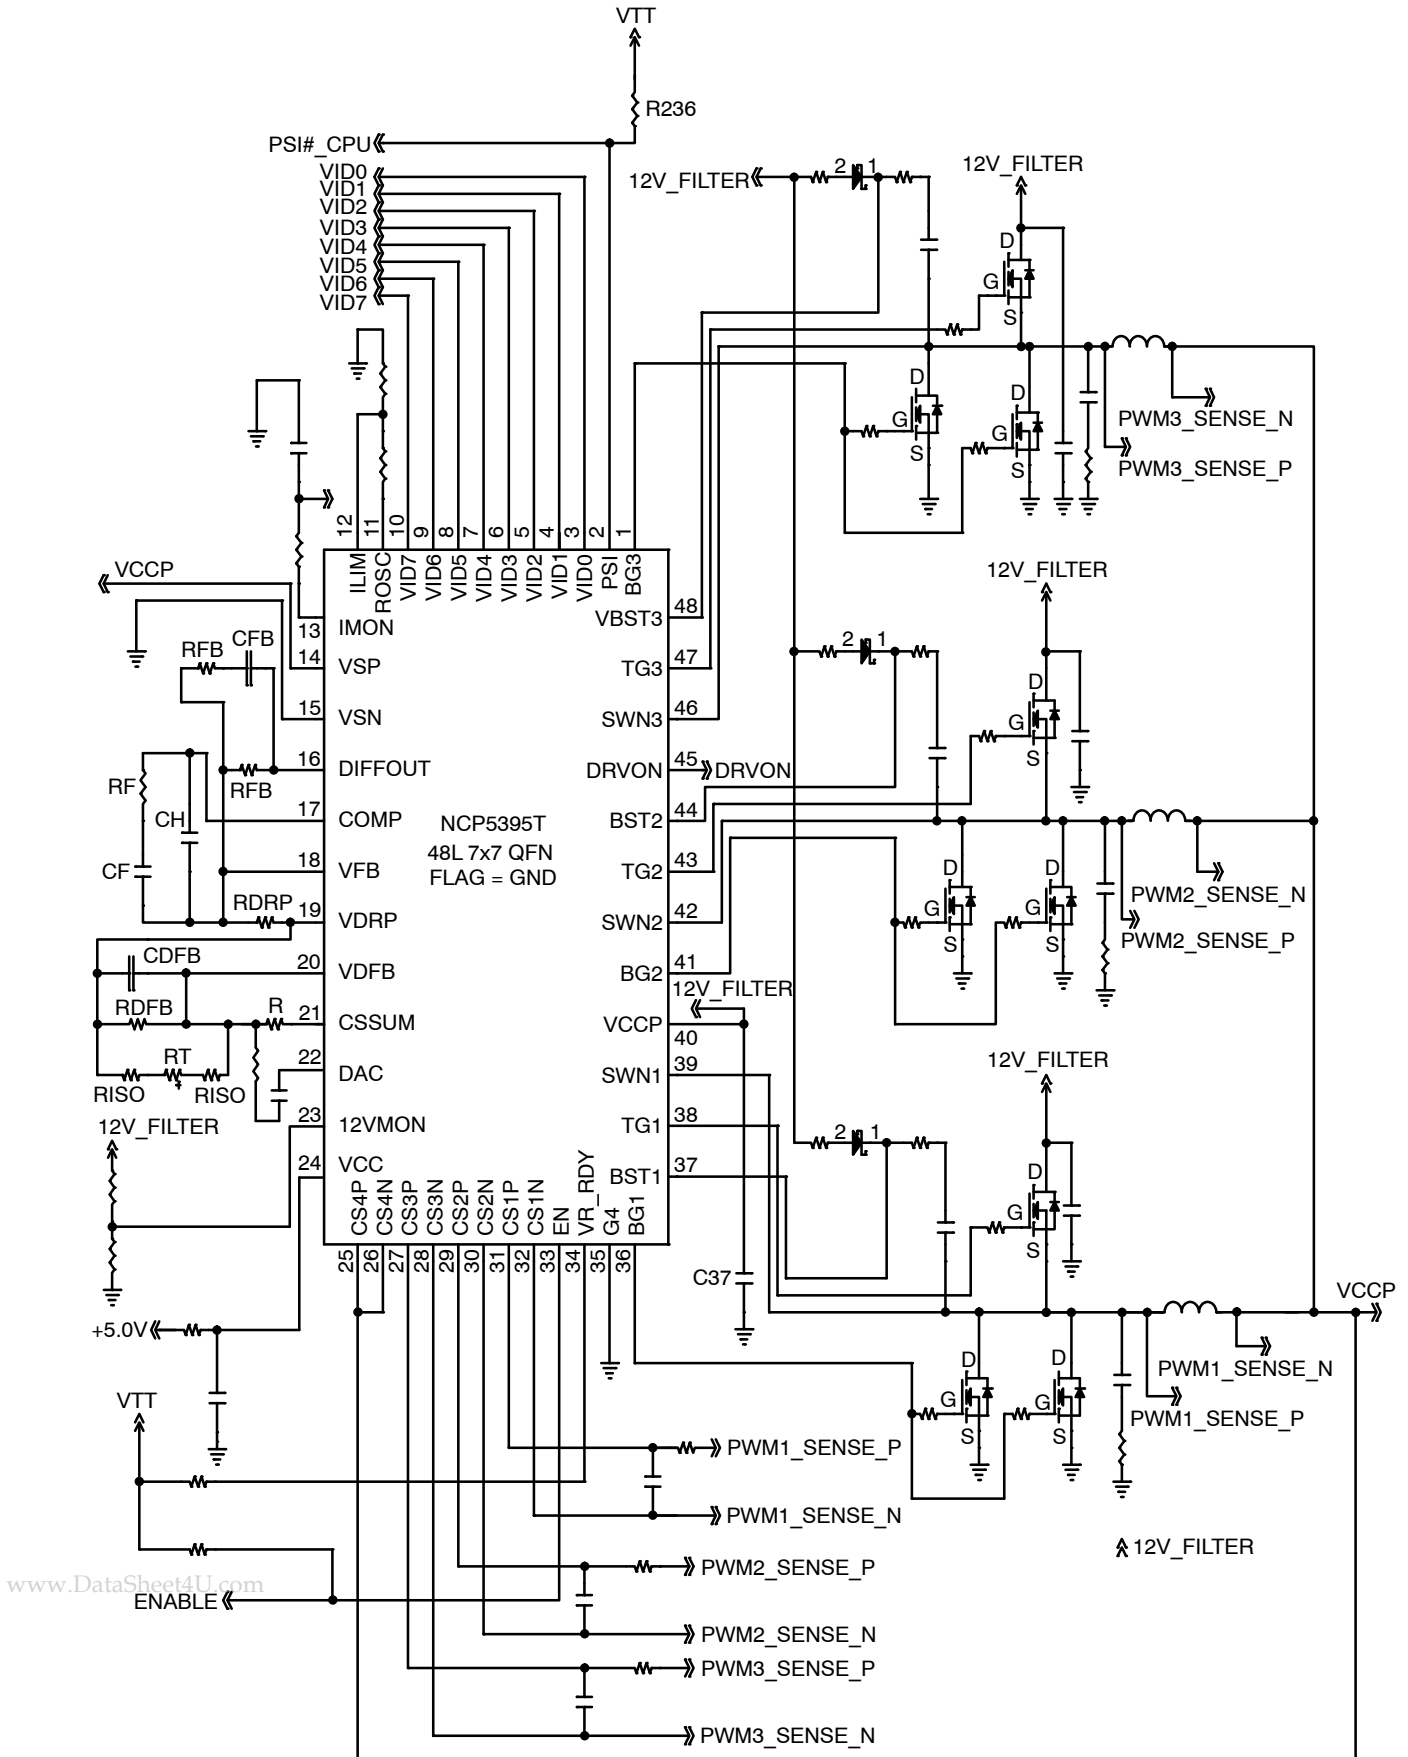 VTT
R236
PSI#_CPU
VID0
VID1
VID2
VID3
VID4
VID5
VID6
VID7
12V_FILTER
2 1
12V_FILTER
D
G
S
D
G
S
D
G
S
PWM3_SENSE_N
PWM3_SENSE_P
12 11 10 9 8 7 6 5 4 3 2 1
ILIM ROSC VID7 VID6 VID5 VID4 VID3 VID2 VID1 VID0 PSI BG3
VCCP
13 IMON
14 VSP
15 VSN
16 DIFFOUT
17 COMP
18 VFB
19 VDRP
20 VDFB
21 CSSUM
22 DAC
23 12VMON
24 VCC
RFB
CFB
RFB
RF
CH
CF
RDRP
CDFB
RDFB
R
RT
RISO
RISO
12V_FILTER
+5.0V
VTT
NCP5395T
48L 7x7 QFN
FLAG = GND
VBST3 48
TG3 47
SWN3 46
DRVON 45 DRVON
BST2 44
TG2 43
SWN2 42
BG2 41
12V_FILTER
VCCP 40
SWN1 39
TG1 38
BST1 37
12V_FILTER
2 1
D
G
S
D
G
S
D
G
S
PWM2_SENSE_N
PWM2_SENSE_P
12V_FILTER
2 1
D
G
S
C37
VCCP
D
G
S
D
G
S
PWM1_SENSE_N
PWM1_SENSE_P
CS4P CS4N CS3P CS3N CS2P CS2N CS1P CS1N EN VR_RDY G4 BG1
25 26 27 28 29 30 31 32 33 34 35 36
PWM1_SENSE_P
PWM1_SENSE_N
12V_FILTER
PWM2_SENSE_P
www.DataSheet4U.com
ENABLE
PWM2_SENSE_N
PWM3_SENSE_P
PWM3_SENSE_N